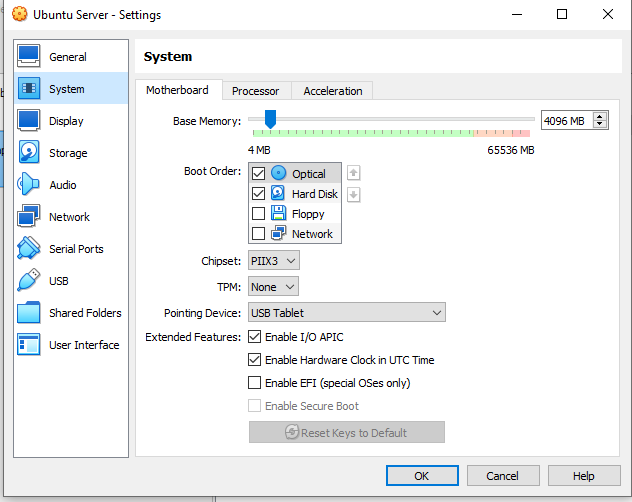 Ubuntu Server - Settings
General
System
Display
Storage
Audio
Network
Serial Ports
USB
Shared Folders
User Interface
System
Motherboard
Processor
Acceleration
Base Memory:
4096 MB
4 MB
65536 MB
Boot Order:
Optical
Hard Disk
Floppy
Network
Chipset:
PIIX3
TPM:
None
Pointing Device:
USB Tablet
Extended Features:
Enable I/O APIC
Enable Hardware Clock in UTC Time
Enable EFI (special OSes only)
Enable Secure Boot
Reset Keys to Default
OK
Cancel
Help